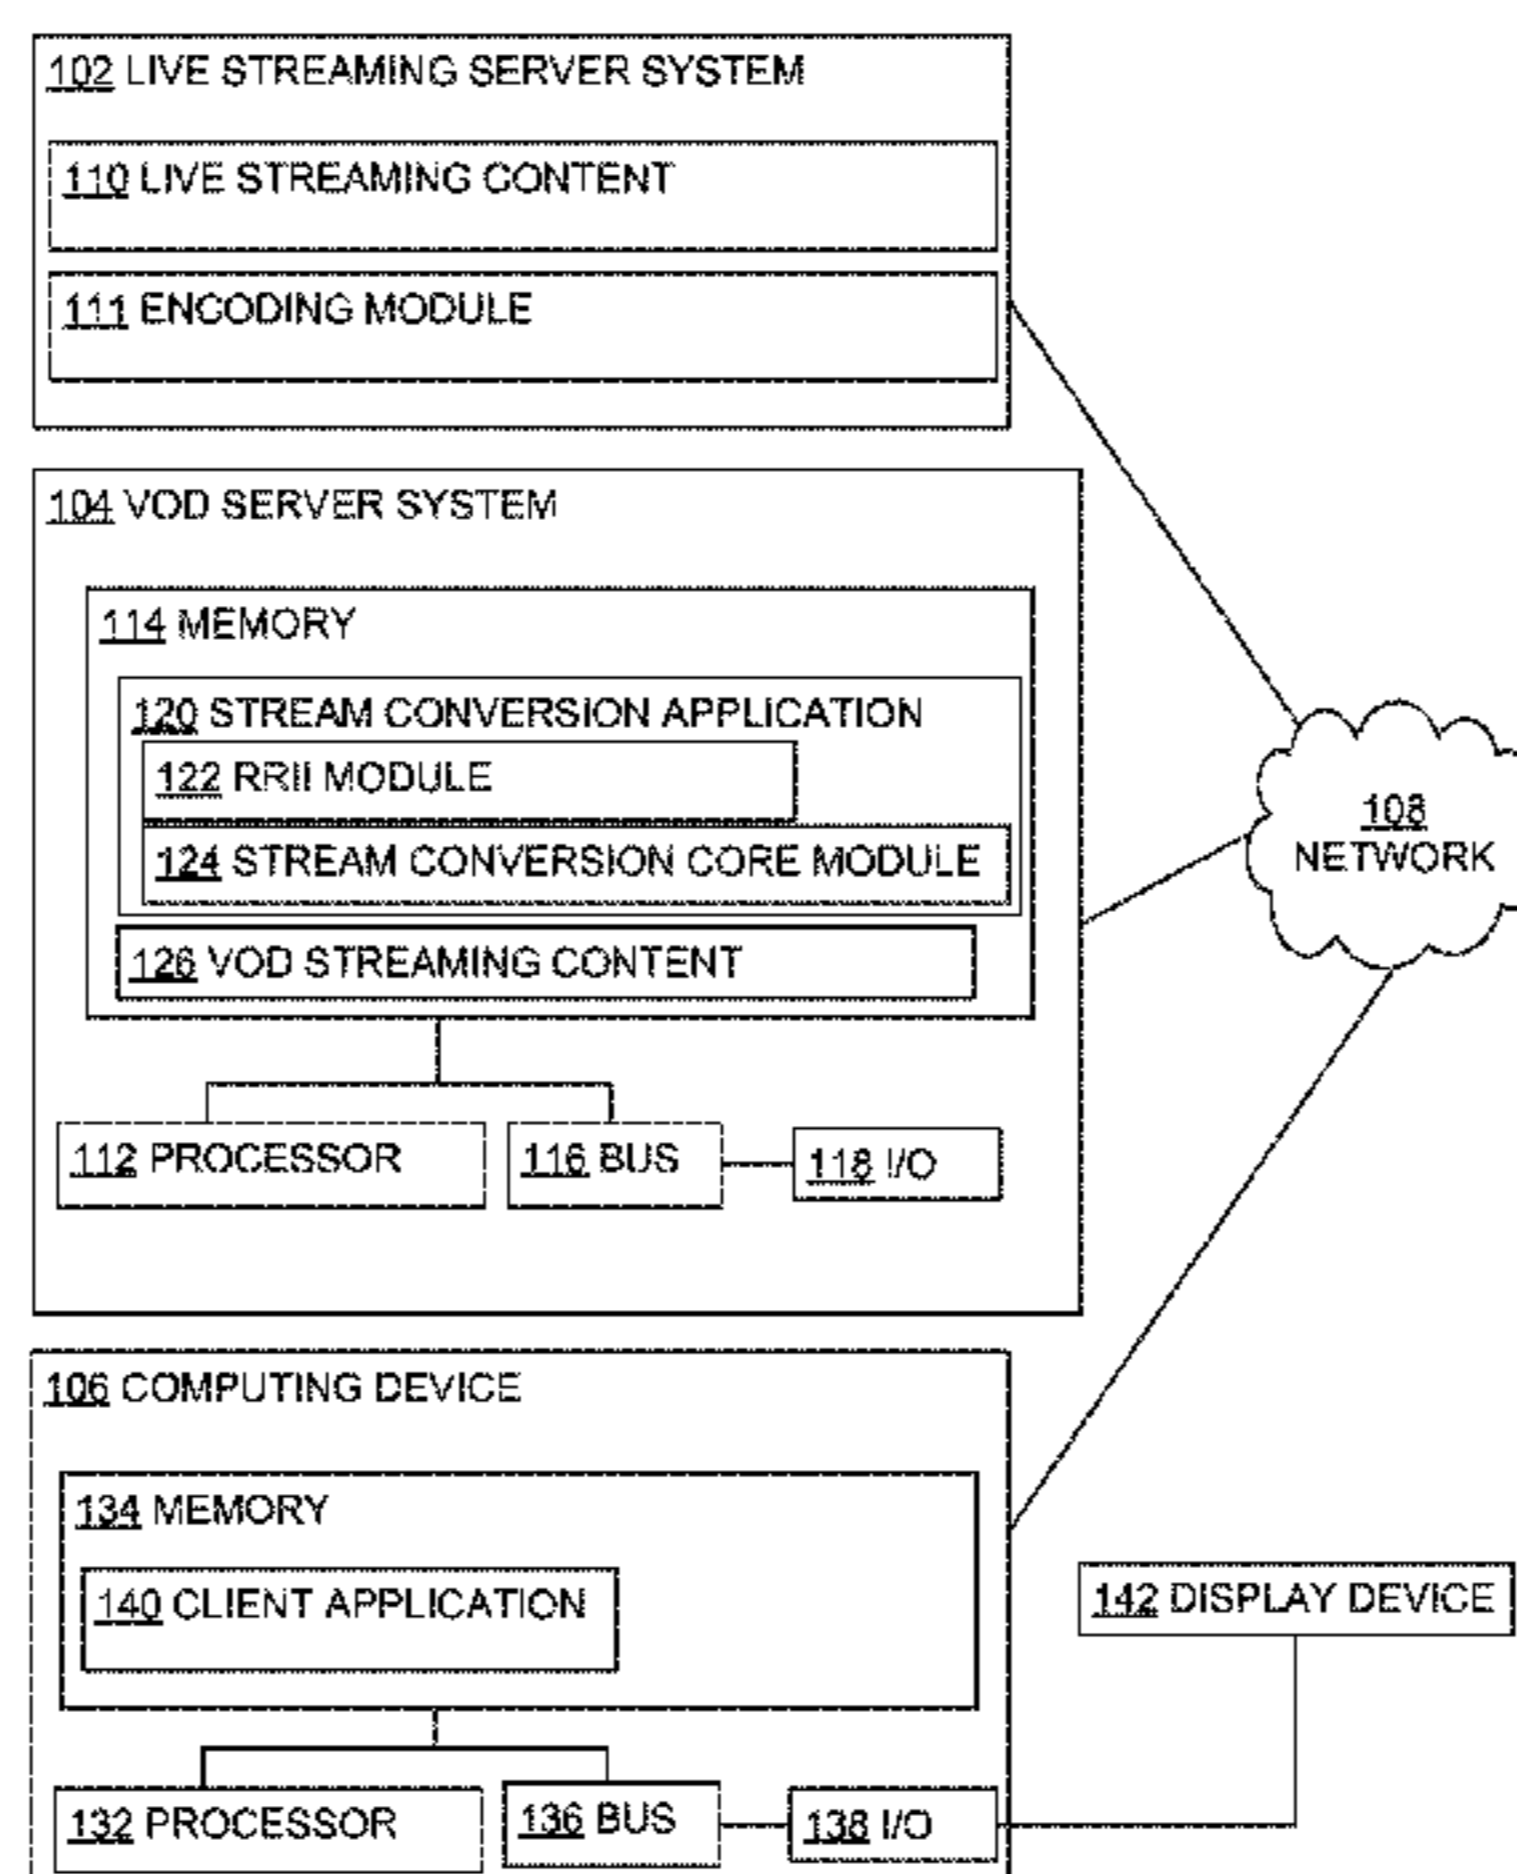 102 LIVE STREAMING SERVER SYSTEM
110 LIVE STREAMING CONTENT
111 ENCODING MODULE
104 VOD SERVER SYSTEM
114 MEMORY
120 STREAM CONVERSION APPLICATION
122 RRII MODULE
124 STREAM CONVERSION CORE MODULE
126 VOD STREAMING CONTENT
112 PROCESSOR
116 BUS
118 I/O
108
NETWORK
106 COMPUTING DEVICE
134 MEMORY
140 CLIENT APPLICATION
132 PROCESSOR
136 BUS
138 I/O
142 DISPLAY DEVICE